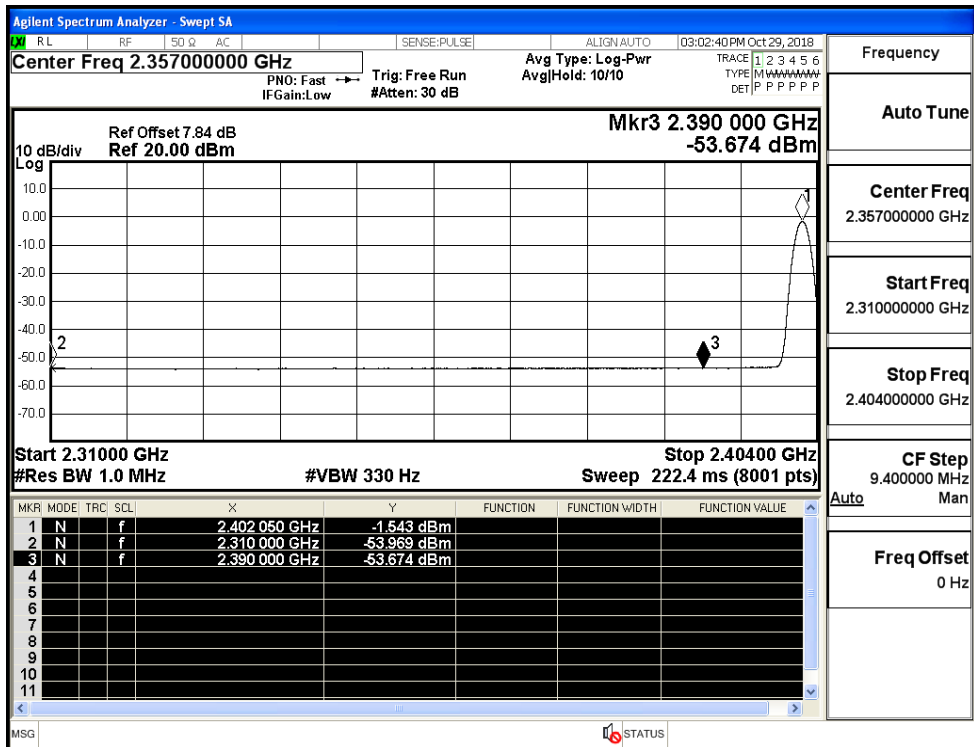 Agilent Spectrum Analyzer - Swept SA
LXI RL RF 50 Ω AC SENSE:PULSE ALIGN AUTO 03:02:40 PM Oct 29, 2018
Center Freq 2.357000000 GHz
PNO: Fast
IFGain:Low
Trig: Free Run
#Atten: 30 dB
Avg Type: Log-Pwr
Avg|Hold: 10/10
TRACE 1 2 3 4 5 6
TYPE M W W W W W
DET P P P P P P
Ref Offset 7.84 dB
Ref 20.00 dBm
10 dB/div
Log
Mkr3 2.390 000 GHz
-53.674 dBm
10.0
0.00
-10.0
-20.0
-30.0
-40.0
-50.0
-60.0
-70.0
1
2
3
Start 2.31000 GHz
Stop 2.40400 GHz
#Res BW 1.0 MHz
#VBW 330 Hz
Sweep 222.4 ms (8001 pts)
MKR MODE TRC SCL X Y FUNCTION FUNCTION WIDTH FUNCTION VALUE
1 N f 2.402 050 GHz -1.543 dBm
2 N f 2.310 000 GHz -53.969 dBm
3 N f 2.390 000 GHz -53.674 dBm
4
5
6
7
8
9
10
11
MSG
STATUS
Frequency
Auto Tune
Center Freq
2.357000000 GHz
Start Freq
2.310000000 GHz
Stop Freq
2.404000000 GHz
CF Step
9.400000 MHz
Auto Man
Freq Offset
0 Hz